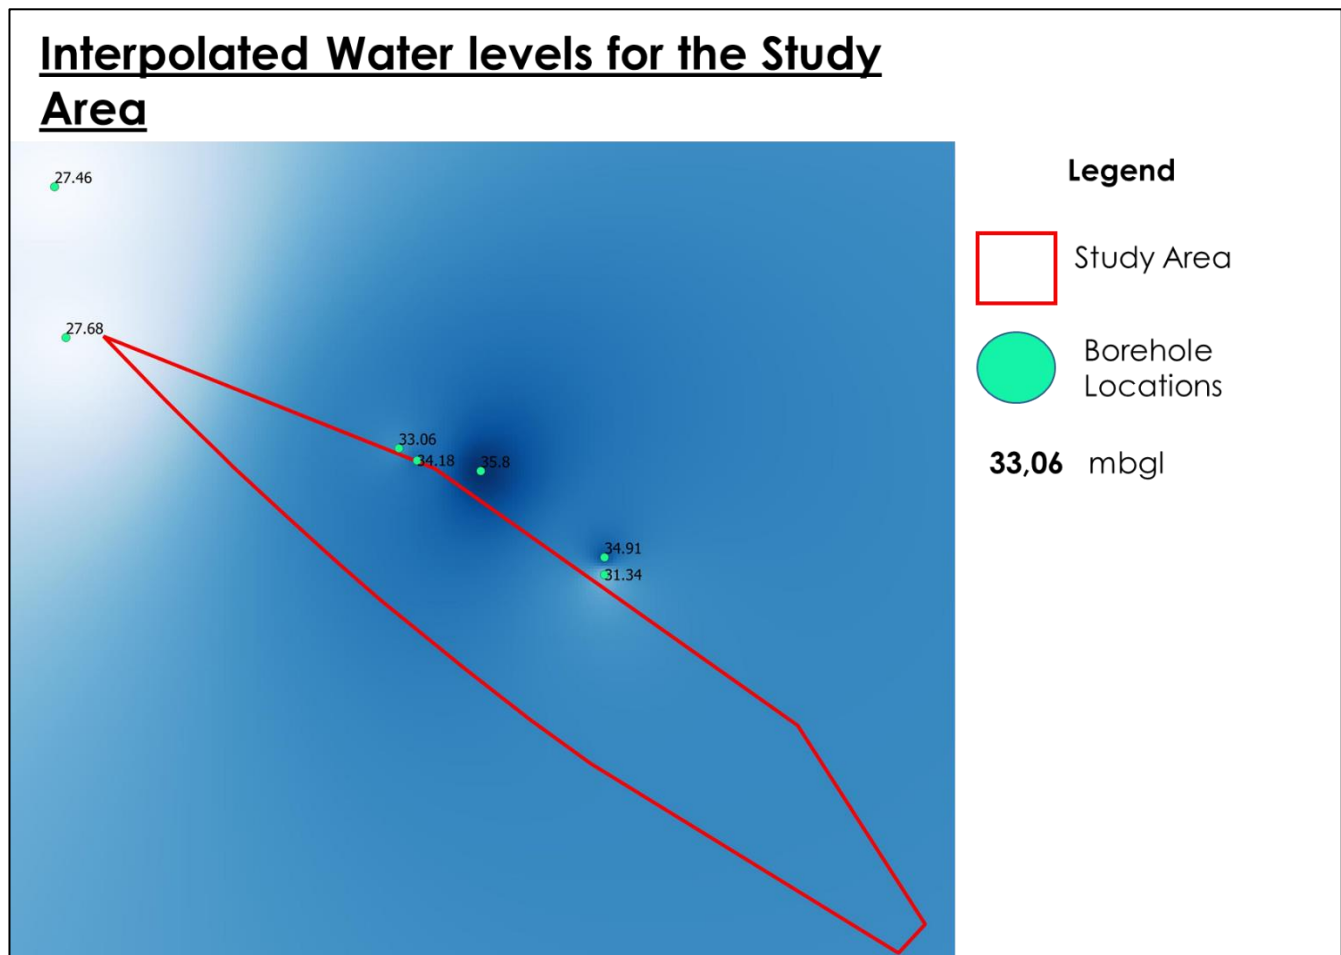 Interpolated Water levels for the Study
Area
27.46
27.68
33.06
34.18
35.8
34.91
31.34
Legend
Study Area
Borehole
Locations
33,06 mbgl